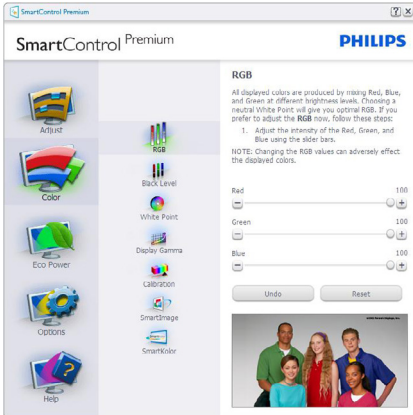 SmartControl Premium
?
SmartControl Premium
PHILIPS
Adjust
Color
Eco Power
Options
Help
RGB
Black Level
White Point
Display Gamma
Calibration
SmartImage
SmartKolor
RGB
All displayed colors are produced by mixing Red, Blue,
and Green at different brightness levels. Choosing a
neutral White Point will give you optimal RGB. If you
prefer to adjust the RGB now, follow these steps:
1. Adjust the intensity of the Red, Green, and
Blue using the slider bars.
NOTE: Changing the RGB values can adversely effect
the displayed colors.
Red 100
Green 100
Blue 100
Undo Reset